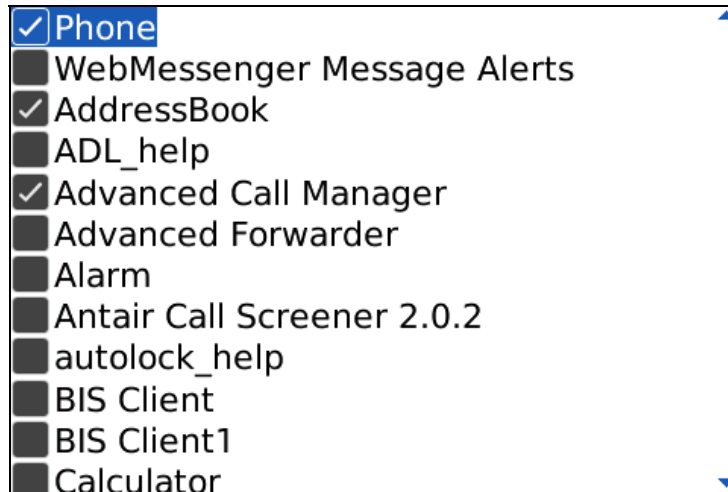 Phone
WebMessenger Message Alerts
AddressBook
ADL_help
Advanced Call Manager
Advanced Forwarder
Alarm
Antair Call Screener 2.0.2
autolock_help
BIS Client
BIS Client1
Calculator